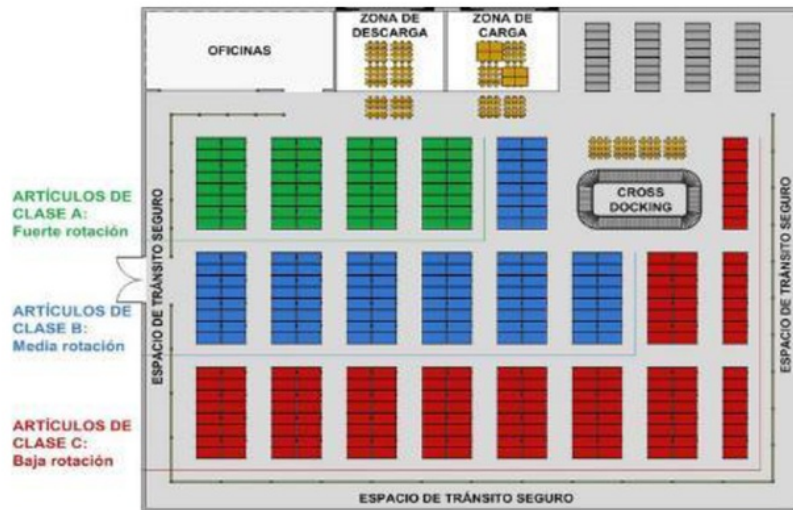 OFICINAS
ZONA DE
DESCARGA
ZONA DE
CARGA
ARTÍCULOS DE
CLASE A:
Fuerte rotación
CROSS
DOCKING
ESPACIO DE TRÁNSITO SEGURO
ESPACIO DE TRÁNSITO SEGURO
ARTÍCULOS DE
CLASE B:
Media rotación
ARTÍCULOS DE
CLASE C:
Baja rotación
ESPACIO DE TRÁNSITO SEGURO